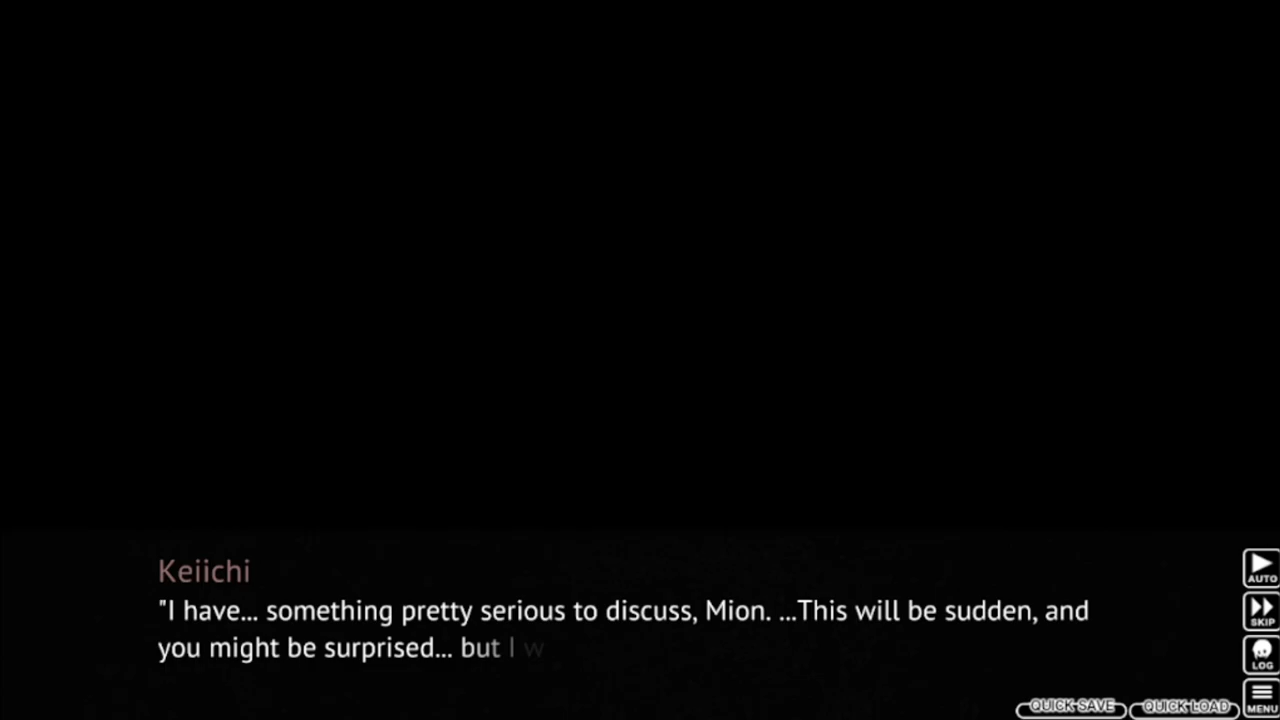 Keiichi
"I have... something pretty serious to discuss, Mion. ...This will be sudden, and
you might be surprised... but I w
AUTO
SKIP
LOG
MENU
QUICK SAVE
QUICK LOAD